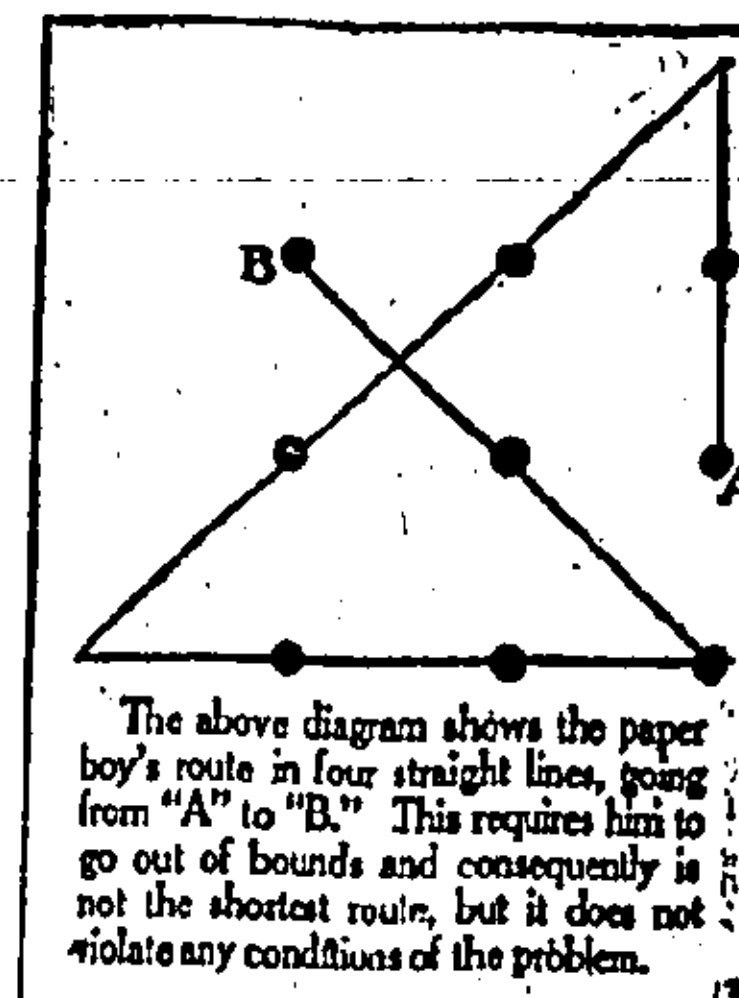 B
A
The above diagram shows the paper
boy's route in four straight lines, going
from "A" to "B." This requires him to
go out of bounds and consequently is
not the shortest route, but it does not
violate any conditions of the problem.